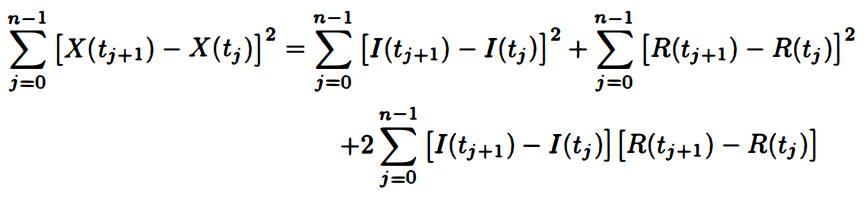 \sum_{j=0}^{n-1} [X(t_{j+1}) − X(t_j)]^2 = \sum_{j=0}^{n-1} [I(t_{j+1}) − I(t_j)]^2 + \sum_{j=0}^{n-1} [R(t_{j+1}) − R(t_j)]^2
+2 \sum_{j=0}^{n-1} [I(t_{j+1}) − I(t_j)] [R(t_{j+1}) − R(t_j)]